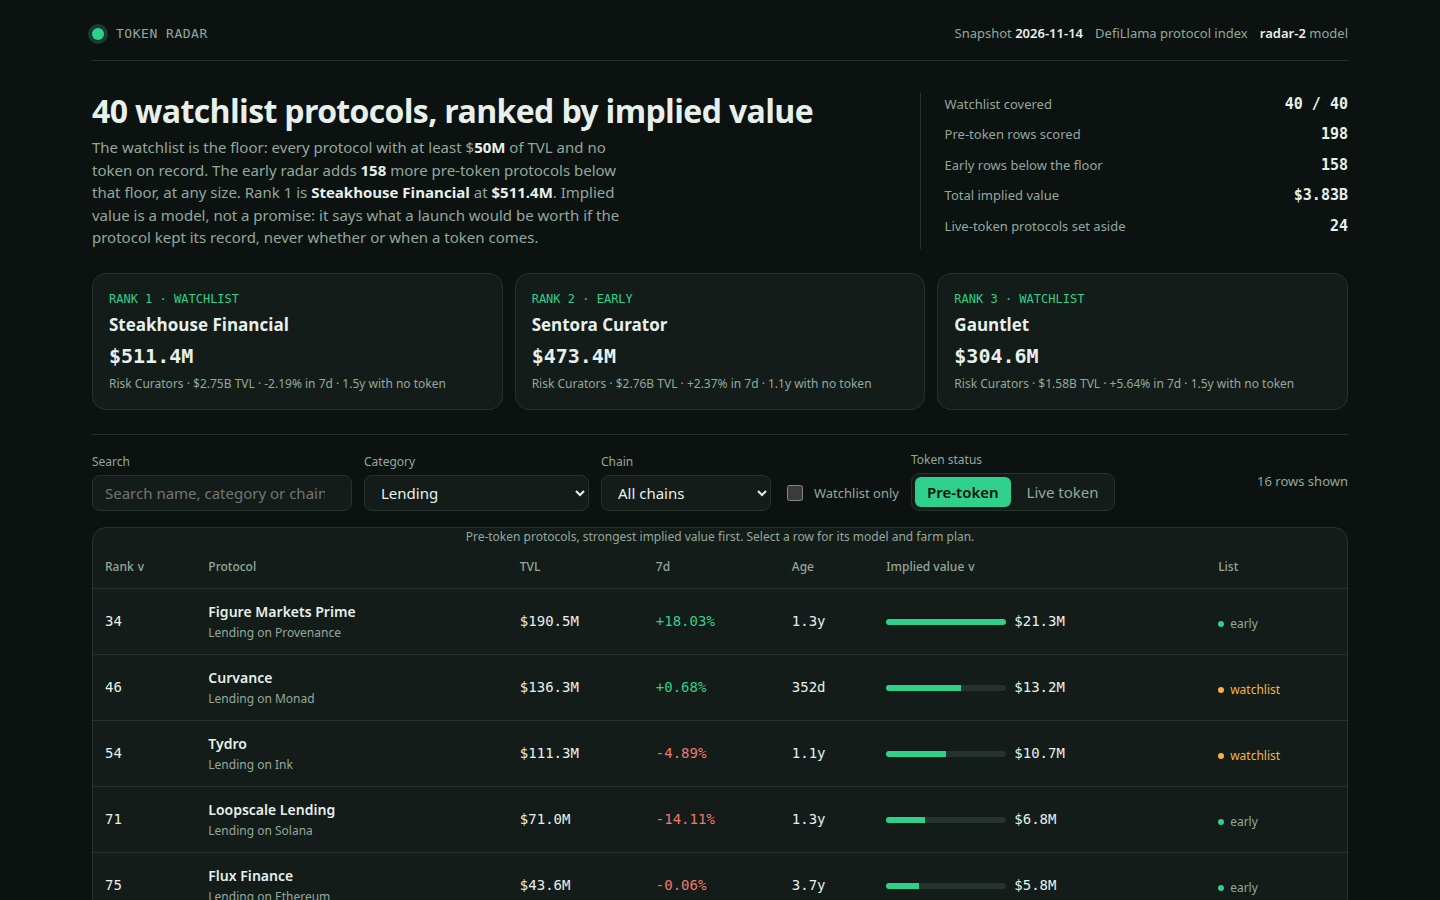 TOKEN RADAR
Snapshot 2026-11-14 DefiLlama protocol index radar-2 model
40 watchlist protocols, ranked by implied value
The watchlist is the floor: every protocol with at least $50M of TVL and no
token on record. The early radar adds 158 more pre-token protocols below
that floor, at any size. Rank 1 is Steakhouse Financial at $511.4M. Implied
value is a model, not a promise: it says what a launch would be worth if the
protocol kept its record, never whether or when a token comes.
Watchlist covered 40 / 40
Pre-token rows scored 198
Early rows below the floor 158
Total implied value $3.83B
Live-token protocols set aside 24
RANK 1 · WATCHLIST
Steakhouse Financial
$511.4M
Risk Curators · $2.75B TVL · -2.19% in 7d · 1.5y with no token
RANK 2 · EARLY
Sentora Curator
$473.4M
Risk Curators · $2.76B TVL · +2.37% in 7d · 1.1y with no token
RANK 3 · WATCHLIST
Gauntlet
$304.6M
Risk Curators · $1.58B TVL · +5.64% in 7d · 1.5y with no token
Search
Search name, category or chain
Category
Lending
Chain
All chains
Watchlist only
Token status
Pre-token Live token
16 rows shown
Pre-token protocols, strongest implied value first. Select a row for its model and farm plan.
Rank v Protocol TVL 7d Age Implied value v List
34 Figure Markets Prime $190.5M +18.03% 1.3y $21.3M early
Lending on Provenance
46 Curvance $136.3M +0.68% 352d $13.2M watchlist
Lending on Monad
54 Tydro $111.3M -4.89% 1.1y $10.7M watchlist
Lending on Ink
71 Loopscale Lending $71.0M -14.11% 1.3y $6.8M early
Lending on Solana
75 Flux Finance $43.6M -0.06% 3.7y $5.8M early
Lending on Ethereum